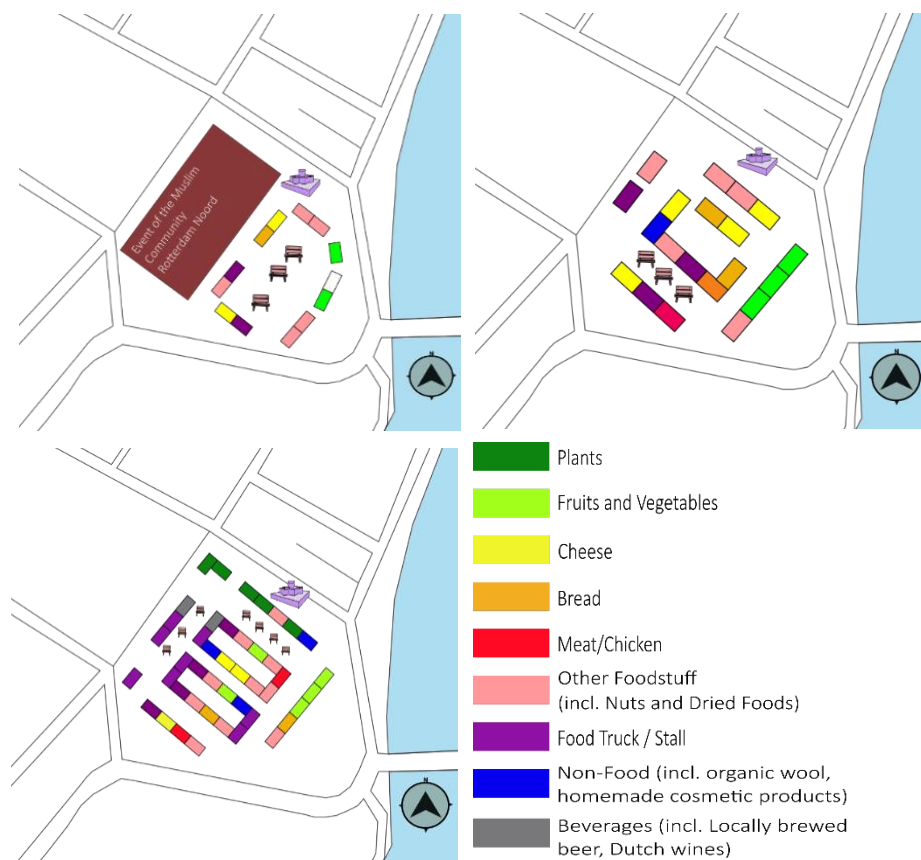 Event of the Muslim
Community
Rotterdam Noord
N
N
N
Plants
Fruits and Vegetables
Cheese
Bread
Meat/Chicken
Other Foodstuff
(incl. Nuts and Dried Foods)
Food Truck / Stall
Non-Food (incl. organic wool,
homemade cosmetic products)
Beverages (incl. Locally brewed
beer, Dutch wines)